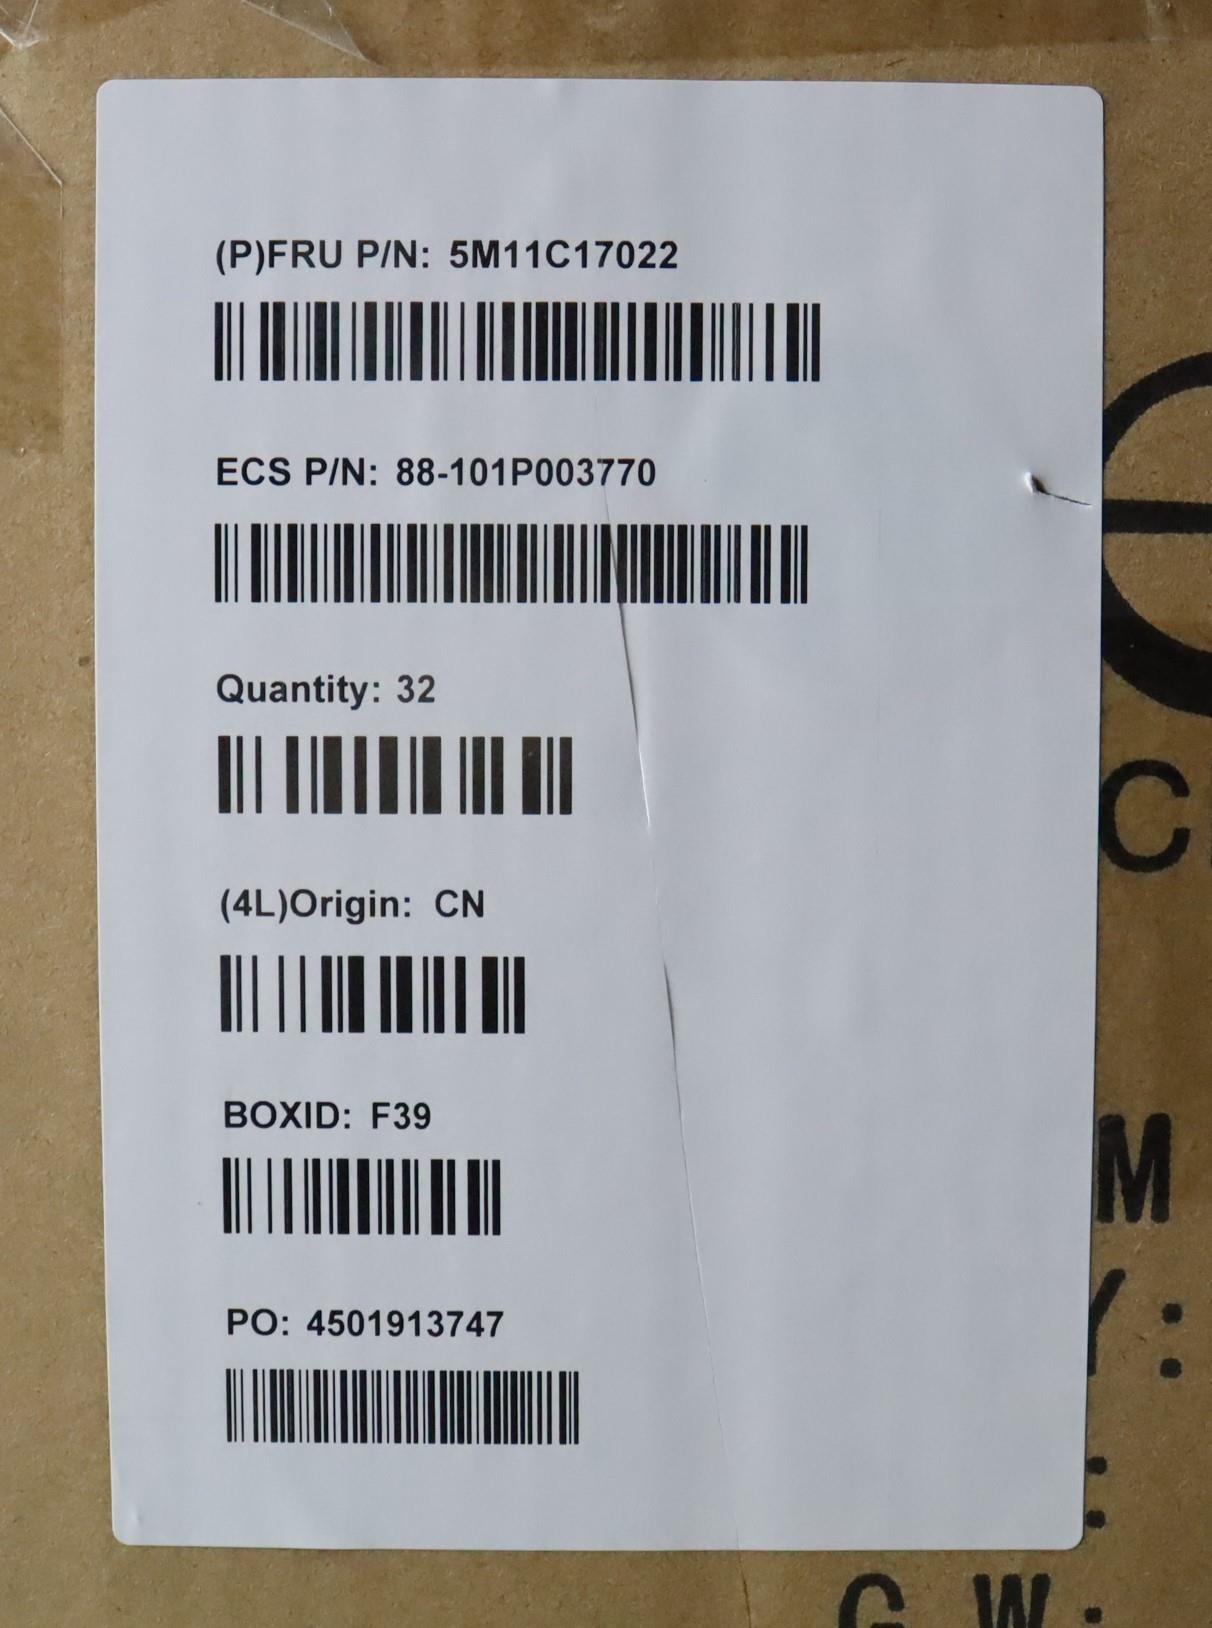 (P)FRU P/N: 5M11C17022
ECS P/N: 88-101P003770
Quantity: 32
(4L)Origin: CN
BOXID: F39
PO: 4501913747
G.W: